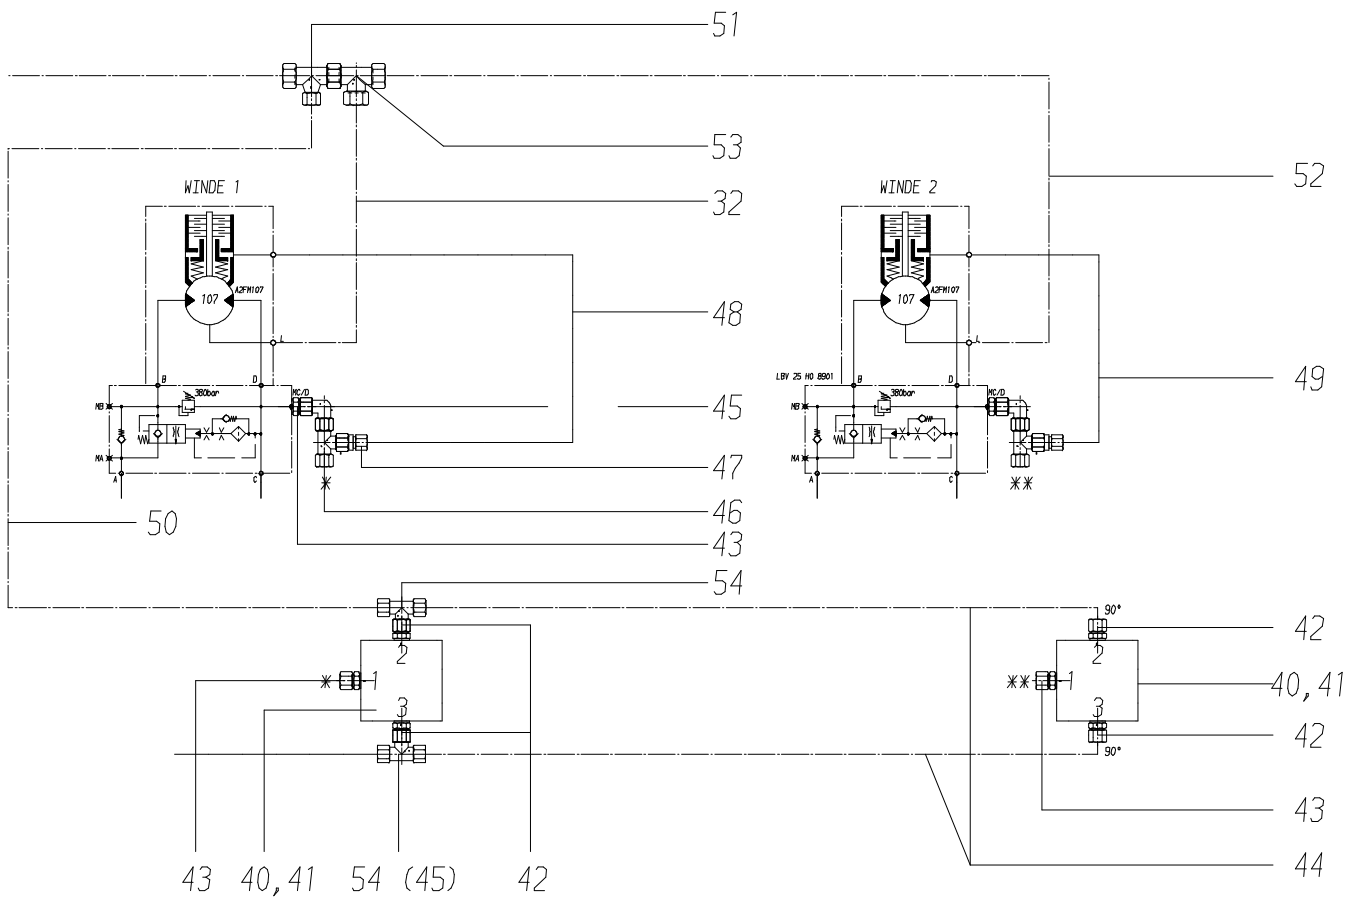 51
53
52
WINDE 1
WINDE 2
32
107
A2FM107
107
A2FM107
48
L
L
49
LBV 25 HO 8901
B
D
B
D
380bar
MC/D
380bar
MC/D
MB
MB
45
MA
MA
47
A
C
A
C
*
**
46
50
43
54
90°
42
2
2
* 1
** 1
40,41
3
3
42
90°
43
44
43
40,41
54 (45)
42